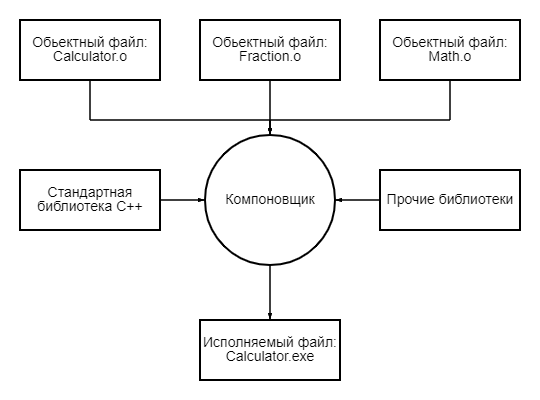 Обьектный файл:
Calculator.o
Обьектный файл:
Fraction.o
Обьектный файл:
Math.o
Стандартная
библиотека C++
Компоновщик
Прочие библиотеки
Исполняемый файл:
Calculator.exe